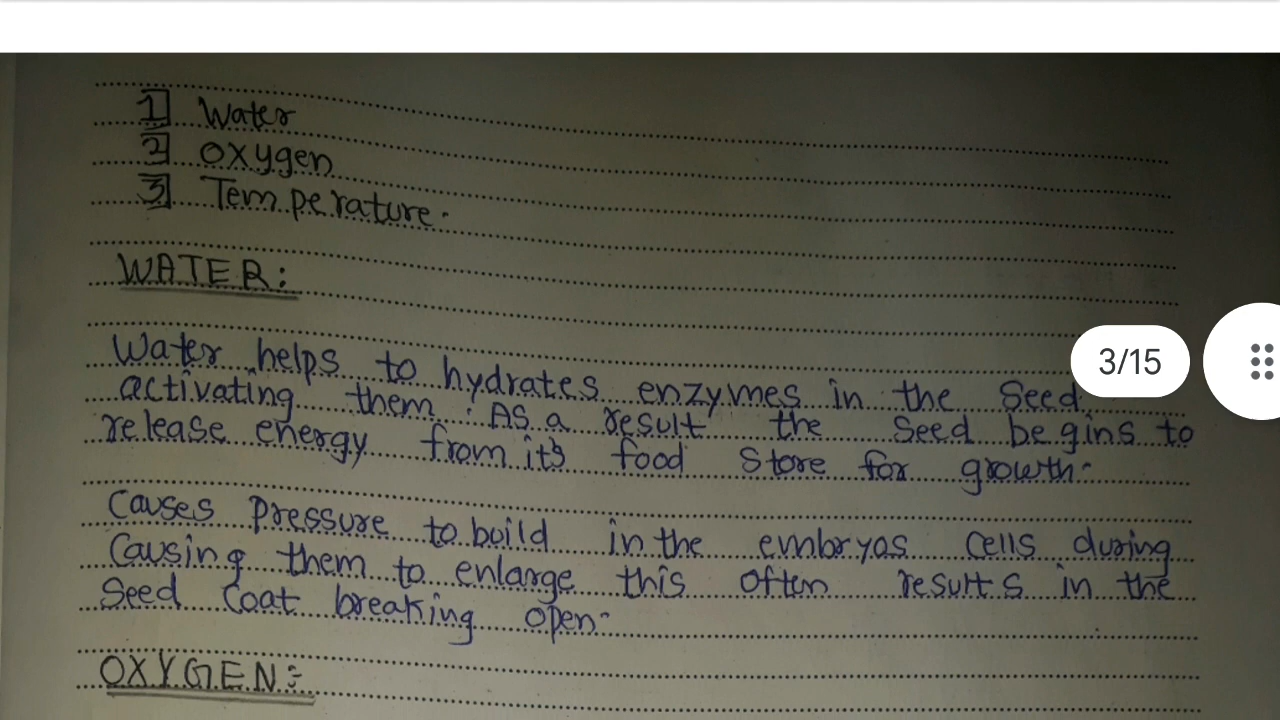 1 Water
2 Oxygen
3 Temperature.
WATER:
Water helps to hydrates enzymes in the Seed
activating them. As a result the Seed begins to
release energy from it's food store for growth.
Causes Pressure to build in the embryos cells during
Causing them to enlarge this often results in the
Seed Coat breaking open.
OXYGEN:
3/15